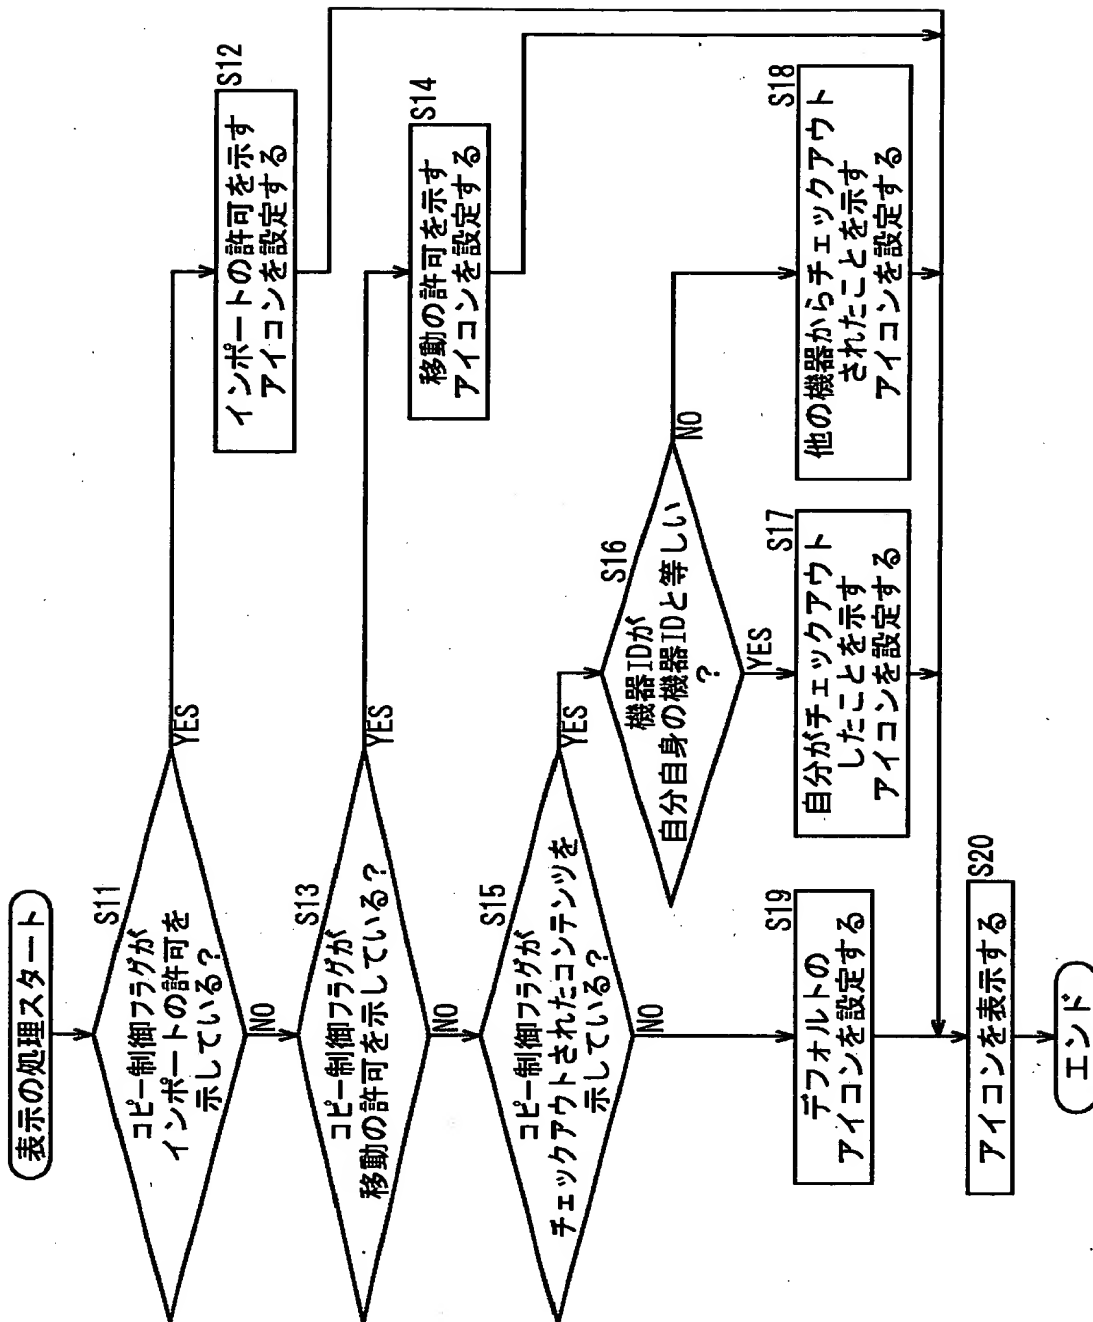 表示の処理スタート
S11
コピー制御フラグが
インポートの許可を
示している?
YES
NO
S12
インポートの許可を示す
アイコンを設定する
S13
コピー制御フラグが
移動の許可を示している?
YES
NO
S14
移動の許可を示す
アイコンを設定する
S15
コピー制御フラグが
チェックアウトされたコンテンツを
示している?
YES
NO
S16
機器IDが
自分自身の機器IDと等しい
?
NO
YES
S19
デフォルトの
アイコンを設定する
S17
自分がチェックアウト
したことを示す
アイコンを設定する
S18
他の機器からチェックアウト
されたことを示す
アイコンを設定する
S20
アイコンを表示する
エンド